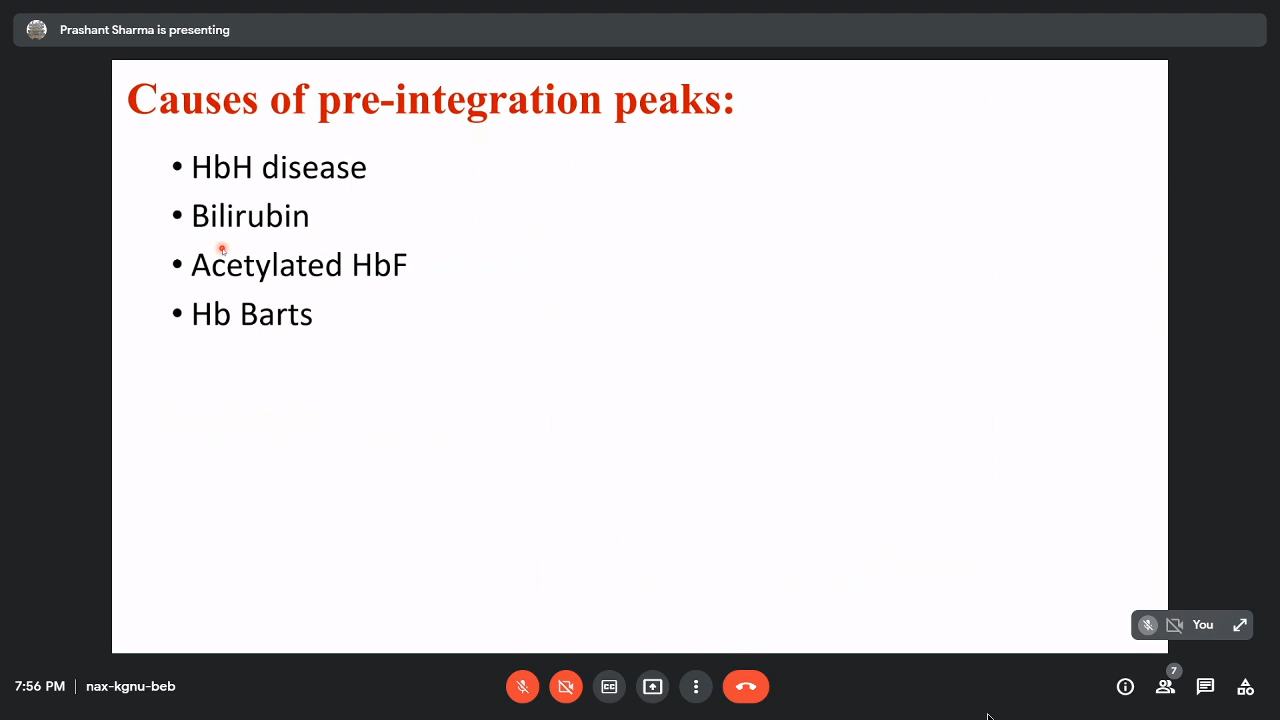 Prashant Sharma is presenting
Causes of pre-integration peaks:
• HbH disease
• Bilirubin
• Acetylated HbF
• Hb Barts
You
7:56 PM | nax-kgnu-beb
CC
7